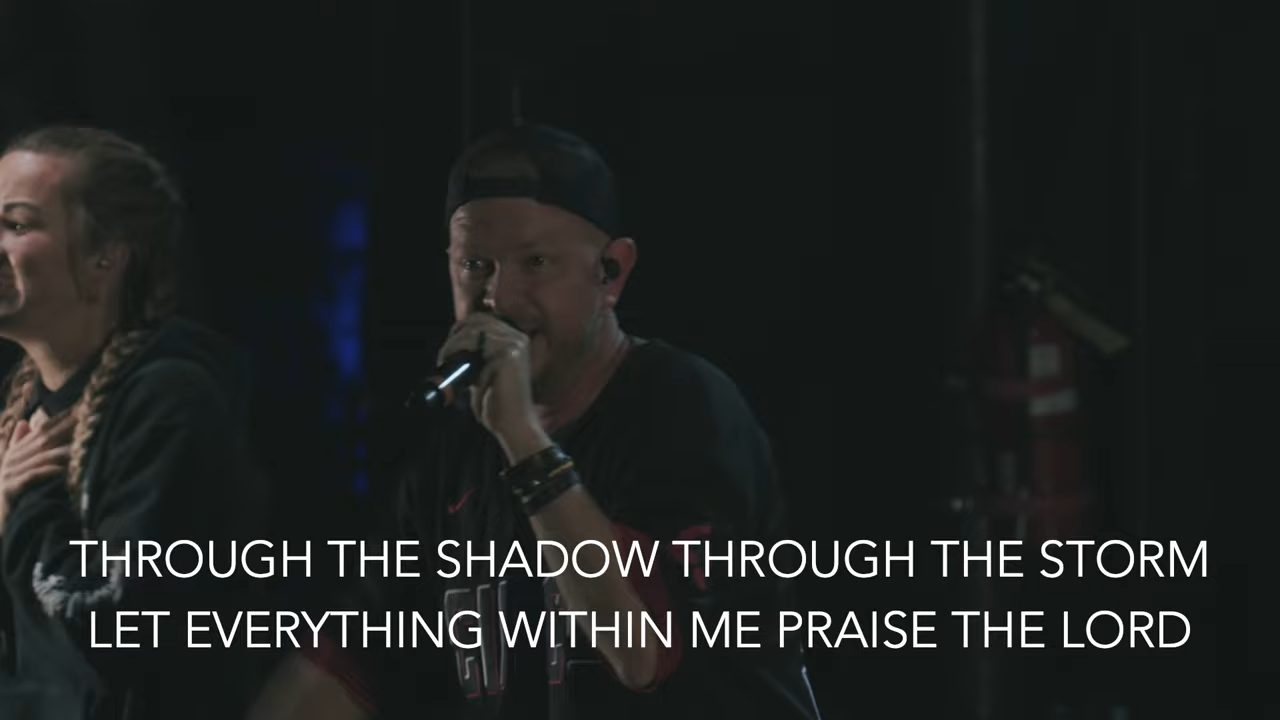 THROUGH THE SHADOW THROUGH THE STORM
LET EVERYTHING WITHIN ME PRAISE THE LORD